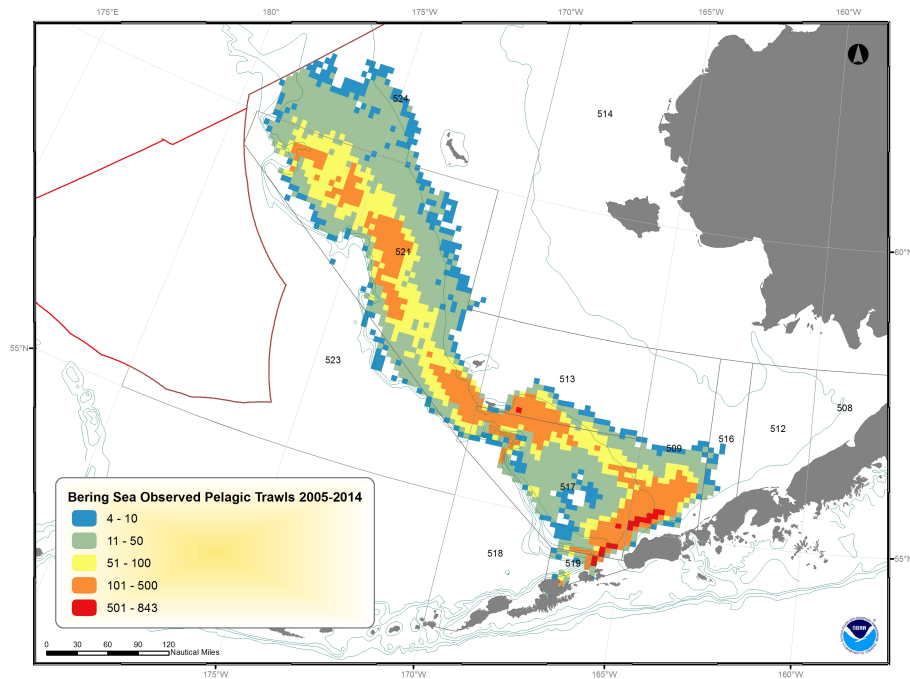 175°E 180° 175°W 170°W 165°W 160°W
524
514
521
60°N
55°N
523
513
508
512
516
509
517
Bering Sea Observed Pelagic Trawls 2005-2014
4 - 10
11 - 50
51 - 100
101 - 500
501 - 843
518
519
55°N
0 30 60 90 120
Nautical Miles
NOAA
175°W 170°W 165°W 160°W